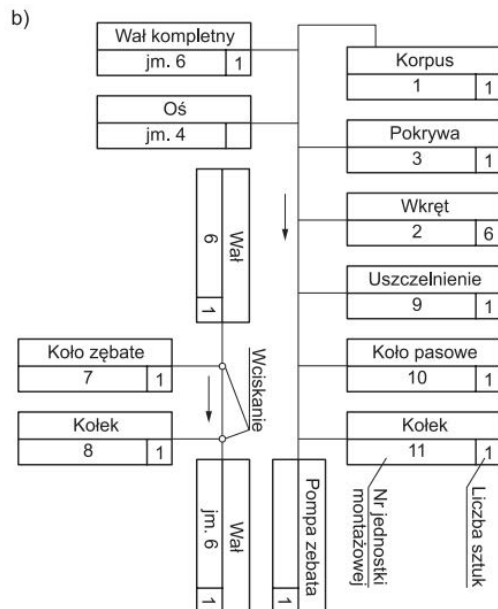 b)
Wał kompletny
jm. 6 1
Oś
jm. 4
Korpus
1 1
Pokrywa
3 1
Wkręt
2 6
Uszczelnienie
9 1
Koło pasowe
10 1
Kołek
11 1
Wał
6 1
Koło zębate
7 1
Kołek
8 1
Wciskanie
Wał
jm. 6 1
Pompa zebata
1
Nr jednostki
montażowej
Liczba sztuk